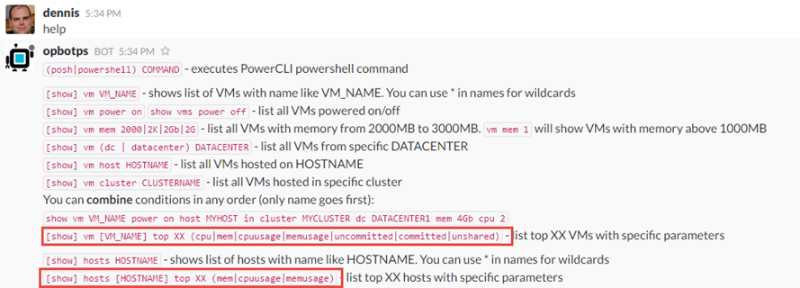 dennis 5:34 PM
help
opbotps BOT 5:34 PM ☆
(posh|powershell) COMMAND - executes PowerCLI powershell command
[show] vm VM_NAME - shows list of VMs with name like VM_NAME. You can use * in names for wildcards
[show] vm power on show vms power off - list all VMs powered on/off
[show] vm mem 2000|2K|2Gb|2G - list all VMs with memory from 2000MB to 3000MB. vm mem 1 will show VMs with memory above 1000MB
[show] vm (dc | datacenter) DATACENTER - list all VMs from specific DATACENTER
[show] vm host HOSTNAME - list all VMs hosted on HOSTNAME
[show] vm cluster CLUSTERNAME - list all VMs hosted in specific cluster
You can combine conditions in any order (only name goes first):
show vm VM_NAME power on host MYHOST in cluster MYCLUSTER dc DATACENTER1 mem 4Gb cpu 2
[show] vm [VM_NAME] top XX (cpu|mem|cpuusage|memusage|uncommitted|committed|unshared) - list top XX VMs with specific parameters
[show] hosts HOSTNAME - shows list of hosts with name like HOSTNAME. You can use * in names for wildcards
[show] hosts [HOSTNAME] top XX (mem|cpuusage|memusage) - list top XX hosts with specific parameters